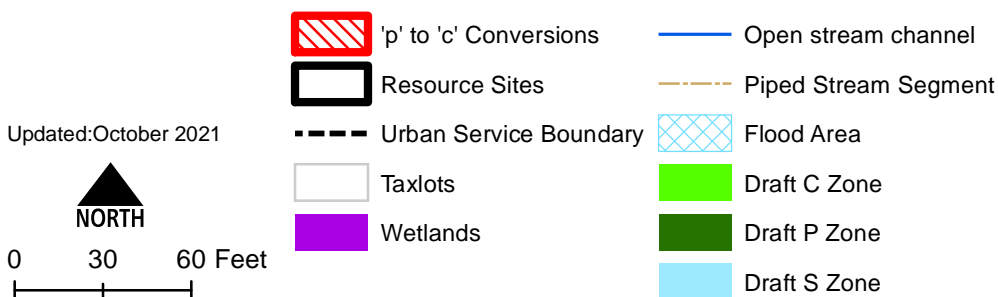 Updated:October 2021
NORTH
0 30 60 Feet
'p' to 'c' Conversions
Resource Sites
Urban Service Boundary
Taxlots
Wetlands
Open stream channel
Piped Stream Segment
Flood Area
Draft C Zone
Draft P Zone
Draft S Zone